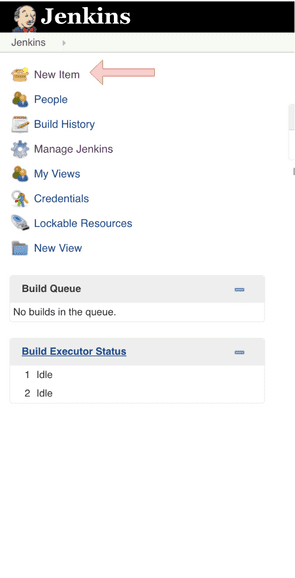 Jenkins
Jenkins
New Item
People
Build History
Manage Jenkins
My Views
Credentials
Lockable Resources
New View
Build Queue
No builds in the queue.
Build Executor Status
1 Idle
2 Idle